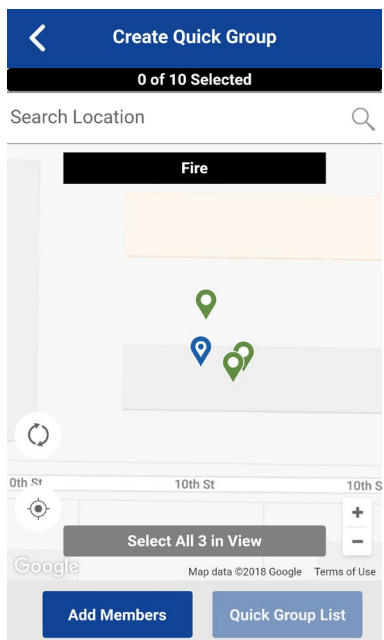 Create Quick Group
0 of 10 Selected
Search Location
Fire
0th St
10th St
10th S
+
Select All 3 in View
−
Google
Map data ©2018 Google
Terms of Use
Add Members
Quick Group List